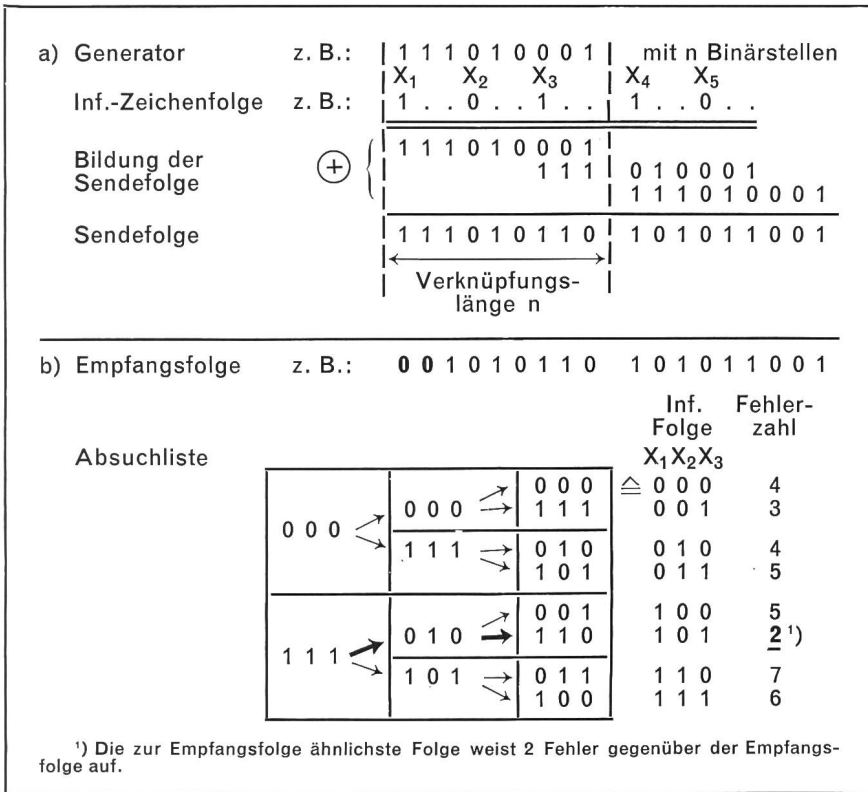 a) Generator z. B.: 1 1 1 0 1 0 0 0 1 mit n Binärstellen
X1 X2 X3 X4 X5
Inf.-Zeichenfolge z. B.: 1 . . 0 . . 1 . . 1 . . 0 . .
1 1 1 0 1 0 0 0 1
Bildung der
Sendefolge
+
1 1 1 0 1 0 0 0 1
1 1 1 0 1 0 0 0 1
Sendefolge 1 1 1 0 1 0 1 1 0 1 0 1 0 1 1 0 0 1
Verknüpfungs-
länge n
b) Empfangsfolge z. B.: 0 0 1 0 1 0 1 1 0 1 0 1 0 1 1 0 0 1
Inf. Fehler-
Folge zahl
Absuchliste X1X2X3
0 0 0 ≙ 0 0 0 4
0 0 0 1 1 1 0 0 1 3
0 0 0
1 1 1 0 1 0 0 1 0 4
1 0 1 0 1 1 5
0 0 1 1 0 0 5
0 1 0 1 1 0 1 0 1 2 ¹)
1 1 1
1 0 1 0 1 1 1 1 0 7
1 0 0 1 1 1 6
¹) Die zur Empfangsfolge ähnlichste Folge weist 2 Fehler gegenüber der Empfangs-
folge auf.